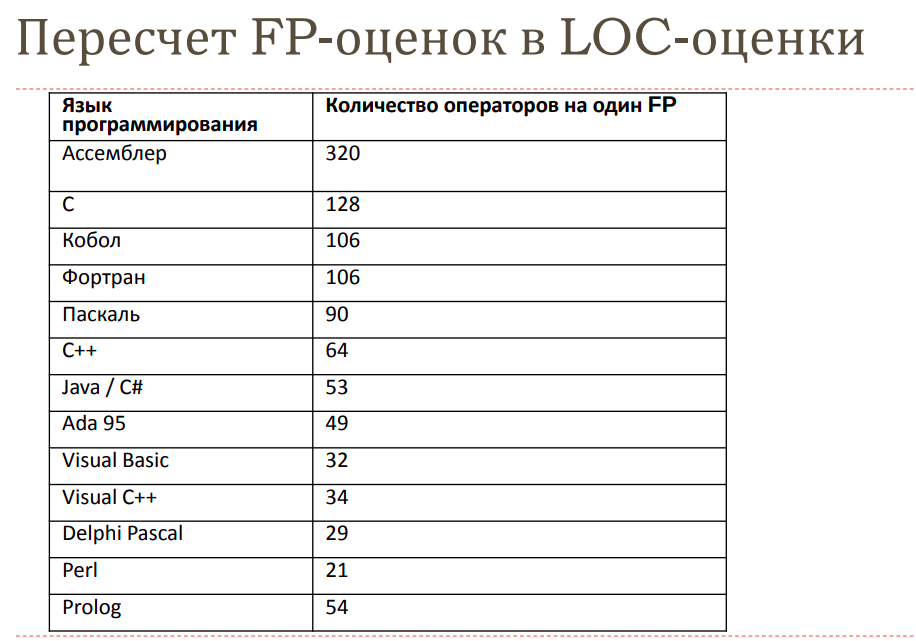 Пересчет FP-оценок в LOC-оценки
Язык
программирования
Количество операторов на один FP
Ассемблер 320
C 128
Кобол 106
Фортран 106
Паскаль 90
C++ 64
Java / C# 53
Ada 95 49
Visual Basic 32
Visual C++ 34
Delphi Pascal 29
Perl 21
Prolog 54